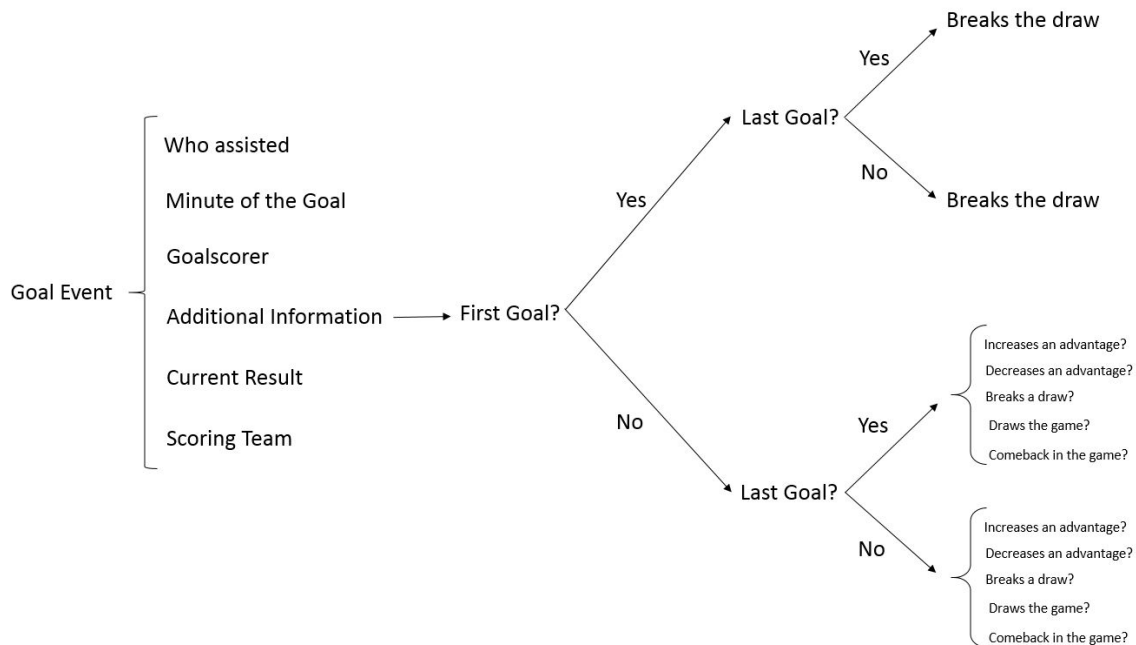 Goal Event
Who assisted
Minute of the Goal
Goalscorer
Additional Information
Current Result
Scoring Team
First Goal?
Yes
Last Goal?
Yes
Breaks the draw
No
Breaks the draw
No
Last Goal?
Yes
Increases an advantage?
Decreases an advantage?
Breaks a draw?
Draws the game?
Comeback in the game?
No
Increases an advantage?
Decreases an advantage?
Breaks a draw?
Draws the game?
Comeback in the game?